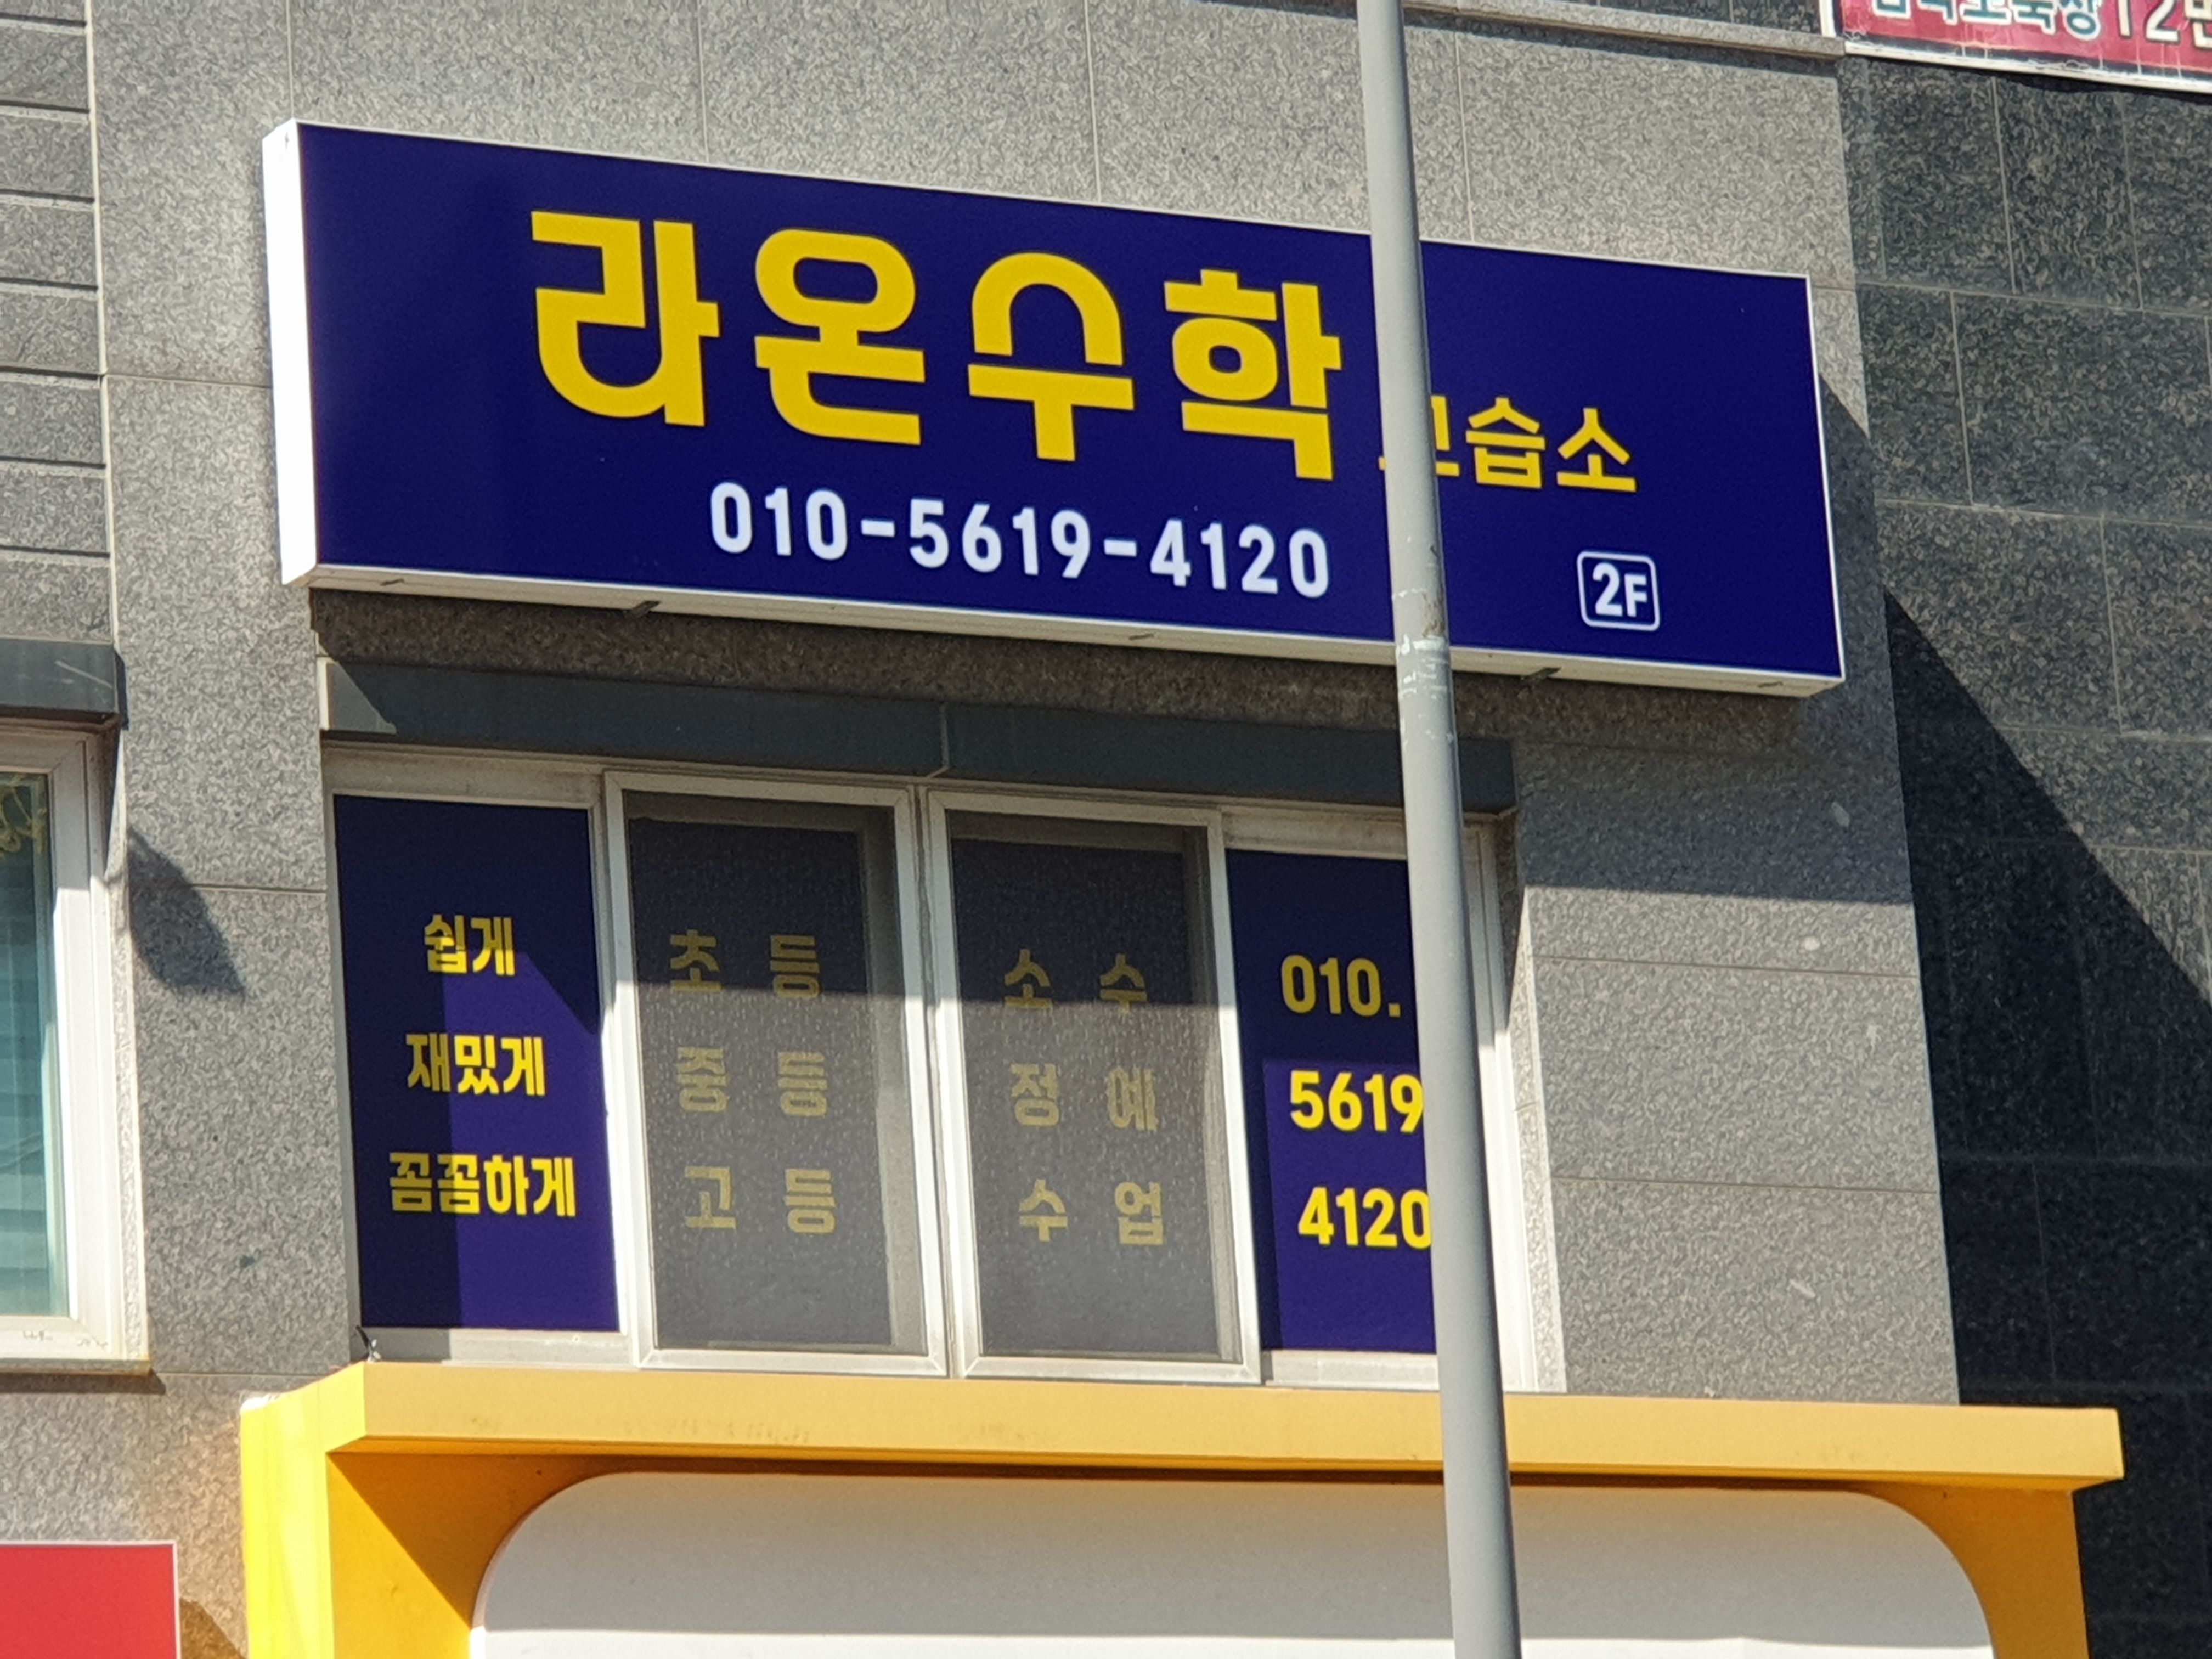 라온수학 교습소
010-5619-4120
2F
쉽게
재밌게
꼼꼼하게
초등
중등
고등
소수
정예
수업
010.
5619
4120